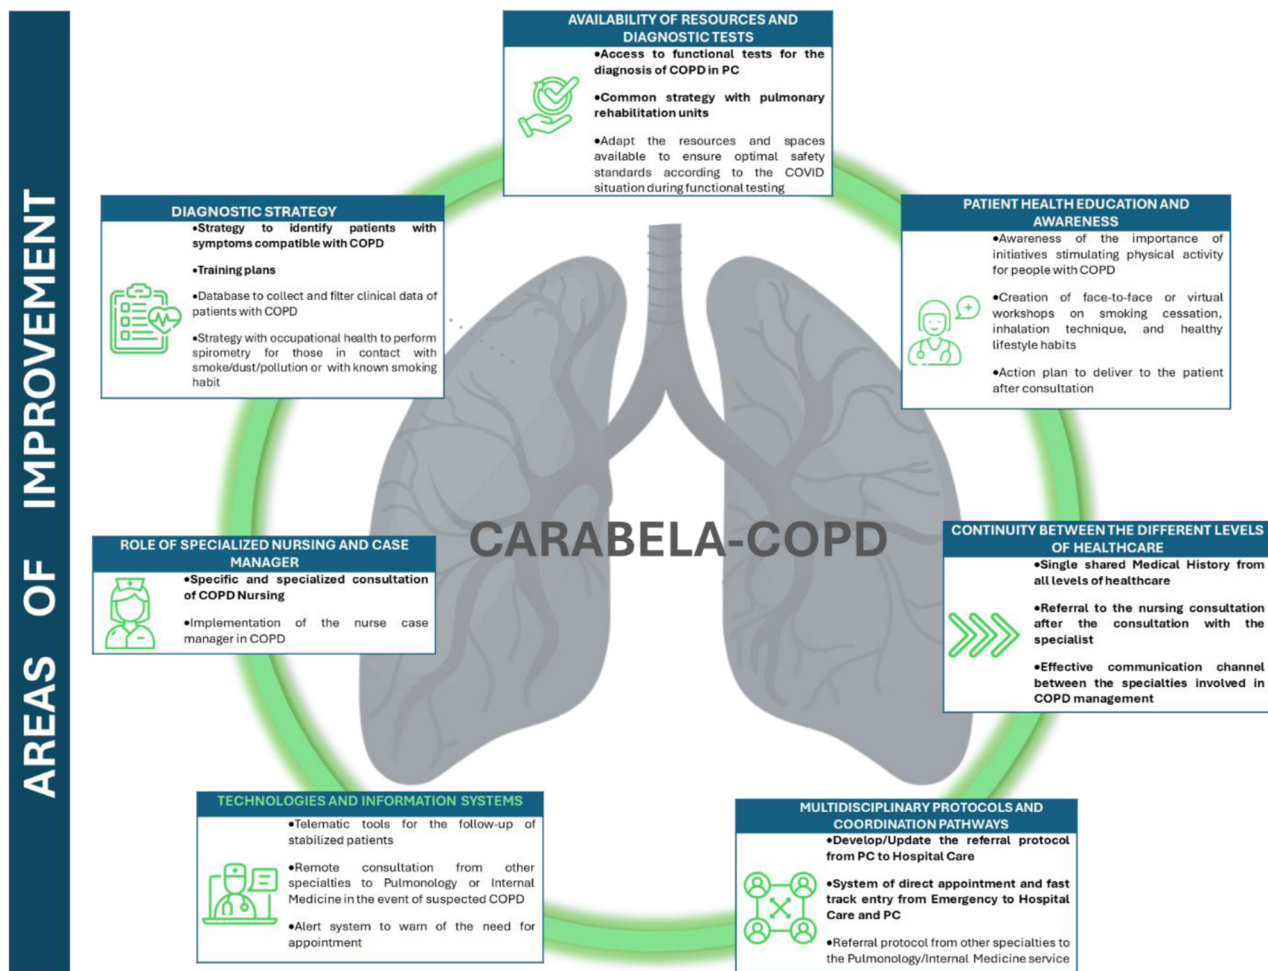 AREAS OF IMPROVEMENT
AVAILABILITY OF RESOURCES AND
DIAGNOSTIC TESTS
•Access to functional tests for the
diagnosis of COPD in PC
•Common strategy with pulmonary
rehabilitation units
•Adapt the resources and spaces
available to ensure optimal safety
standards according to the COVID
situation during functional testing
DIAGNOSTIC STRATEGY
•Strategy to identify patients with
symptoms compatible with COPD
•Training plans
•Database to collect and filter clinical data of
patients with COPD
•Strategy with occupational health to perform
spirometry for those in contact with
smoke/dust/pollution or with known smoking
habit
PATIENT HEALTH EDUCATION AND
AWARENESS
•Awareness of the importance of
initiatives stimulating physical activity
for people with COPD
•Creation of face-to-face or virtual
workshops on smoking cessation,
inhalation technique, and healthy
lifestyle habits
•Action plan to deliver to the patient
after consultation
CARABELA-COPD
ROLE OF SPECIALIZED NURSING AND CASE
MANAGER
•Specific and specialized consultation
of COPD Nursing
•Implementation of the nurse case
manager in COPD
CONTINUITY BETWEEN THE DIFFERENT LEVELS
OF HEALTHCARE
•Single shared Medical History from
all levels of healthcare
•Referral to the nursing consultation
after the consultation with the
specialist
•Effective communication channel
between the specialties involved in
COPD management
TECHNOLOGIES AND INFORMATION SYSTEMS
•Telematic tools for the follow-up of
stabilized patients
•Remote consultation from other
specialties to Pulmonology or Internal
Medicine in the event of suspected COPD
•Alert system to warn of the need for
appointment
MULTIDISCIPLINARY PROTOCOLS AND
COORDINATION PATHWAYS
•Develop/Update the referral protocol
from PC to Hospital Care
•System of direct appointment and fast
track entry from Emergency to Hospital
Care and PC
•Referral protocol from other specialties to
the Pulmonology/Internal Medicine service